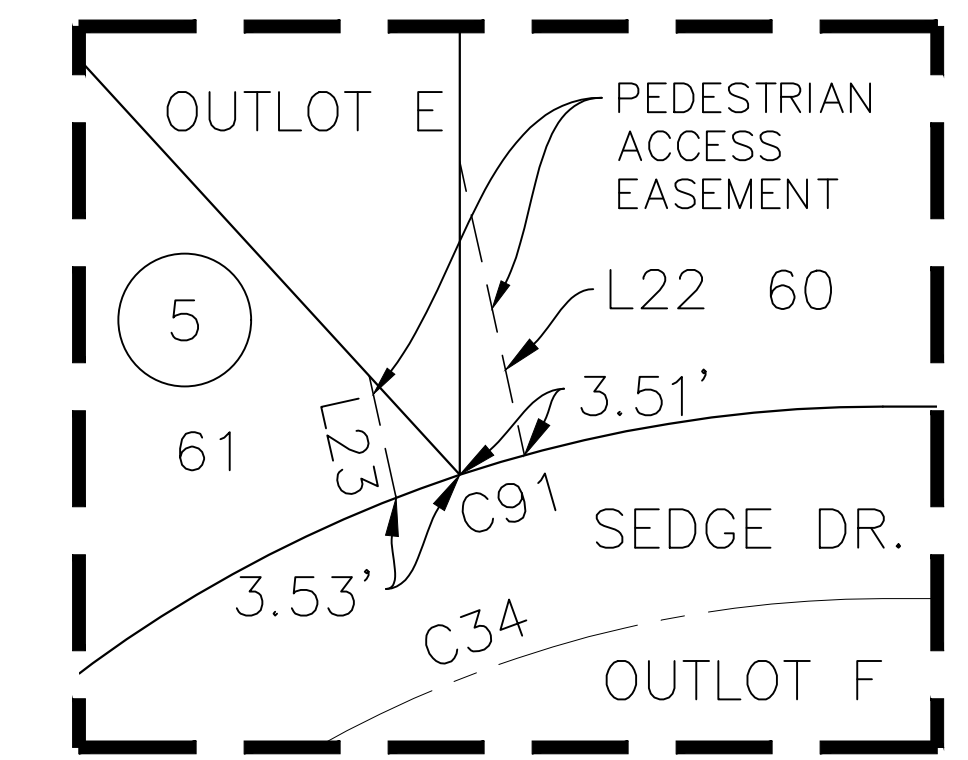 OUTLOT E
PEDESTRIAN
ACCESS
EASEMENT
L22 60
5
3.51'
L23
61
C91
SEDGE DR.
3.53'
C34
OUTLOT F